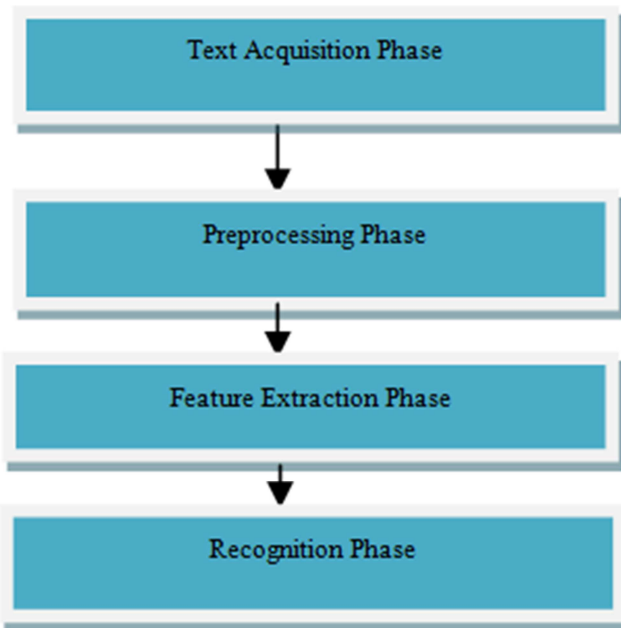 Text Acquisition Phase
Preprocessing Phase
Feature Extraction Phase
Recognition Phase